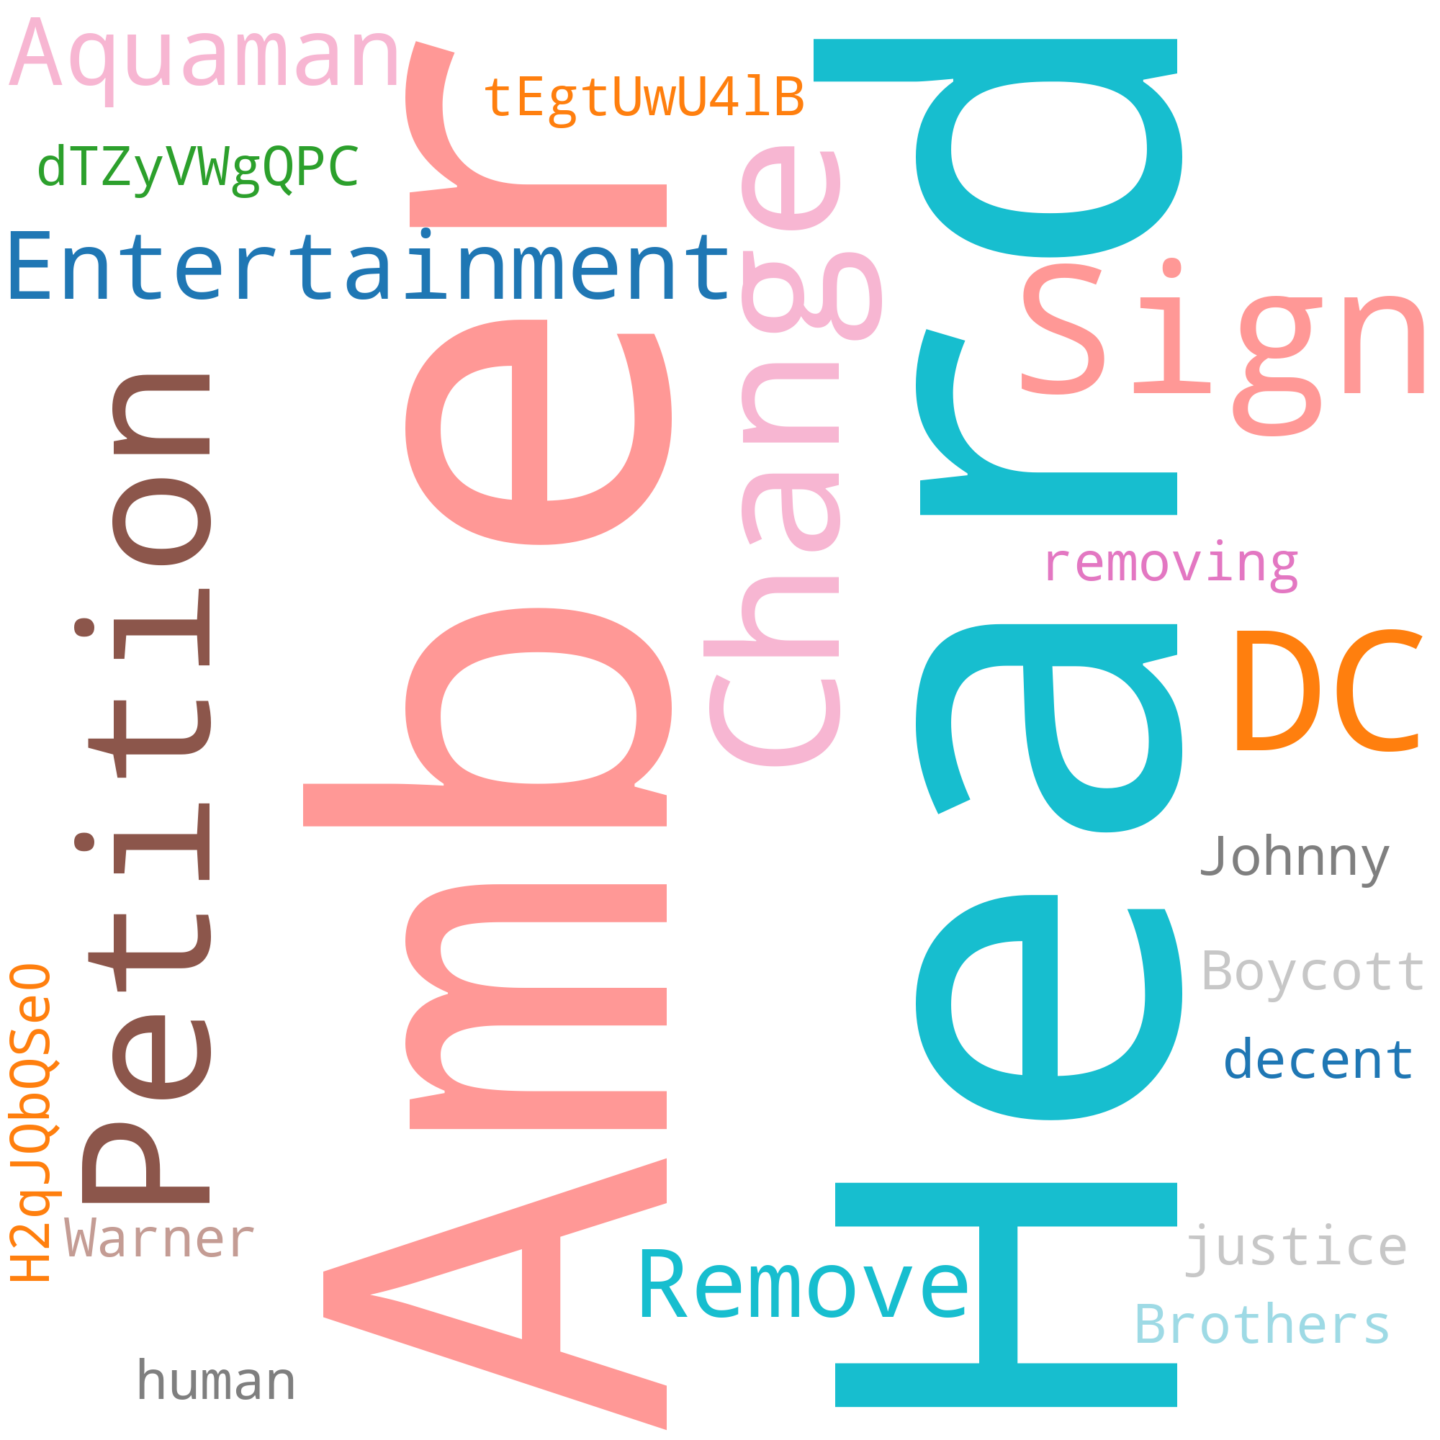 Aquaman
tEgtUwU4lB
dTZyVWgQPC
Entertainment
Change
Heard
Sign
Amber
Petition
removing
DC
Johnny
Boycott
decent
H2qJQbQSeO
Warner
Remove
justice
Brothers
human